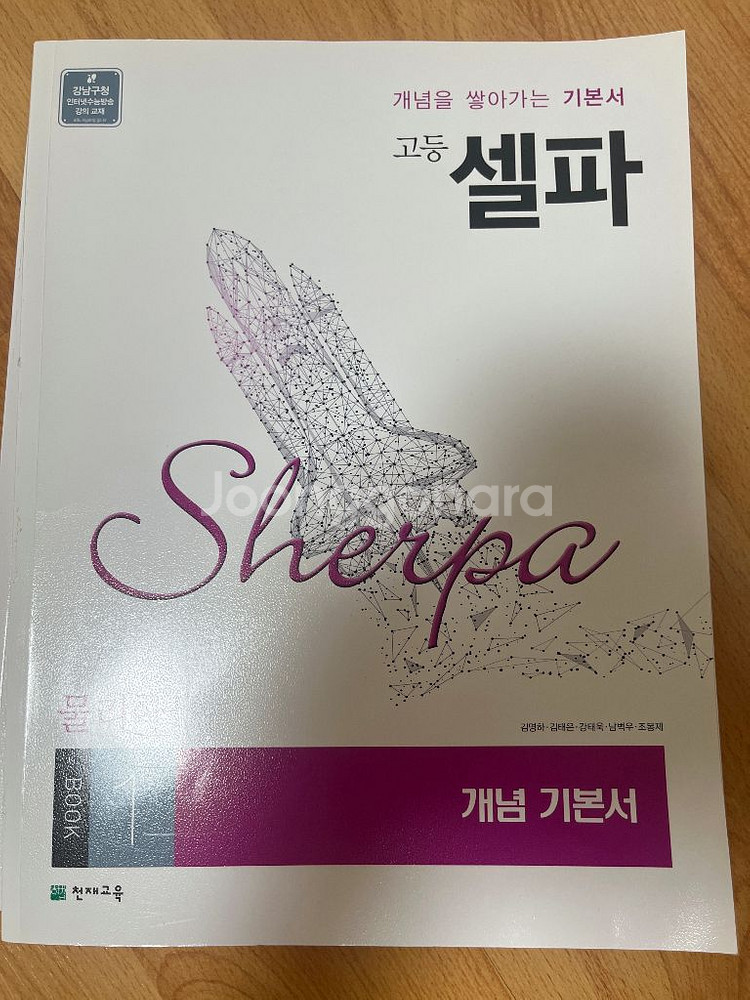 강남구청
인터넷수능방송
강의 교재
개념을 쌓아가는 기본서
고등 셀파
Joonggonara
Sherpa
김명하·김태은·강태욱·남벽우·조봉제
BOOK
개념 기본서
천재교육